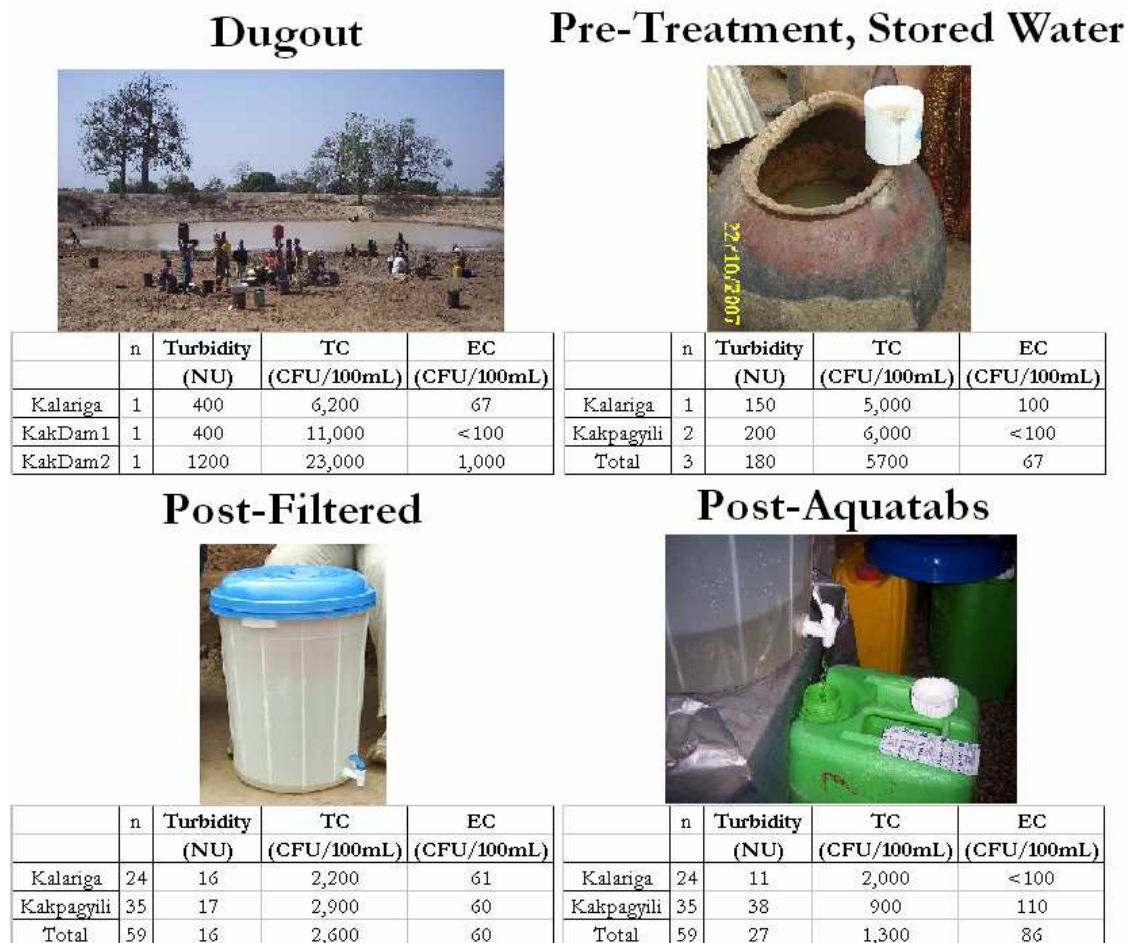 Dugout
n Turbidity TC EC
(NU) (CFU/100mL) (CFU/100mL)
Kalariga 1 400 6,200 67
KakDam1 1 400 11,000 <100
KakDam2 1 1200 23,000 1,000
Pre-Treatment, Stored Water
22/10/2007
n Turbidity TC EC
(NU) (CFU/100mL) (CFU/100mL)
Kalariga 1 150 5,000 100
Kakpagyili 2 200 6,000 <100
Total 3 180 5700 67
Post-Filtered
n Turbidity TC EC
(NU) (CFU/100mL) (CFU/100mL)
Kalariga 24 16 2,200 61
Kakpagyili 35 17 2,900 60
Total 59 16 2,600 60
Post-Aquatabs
n Turbidity TC EC
(NU) (CFU/100mL) (CFU/100mL)
Kalariga 24 11 2,000 <100
Kakpagyili 35 38 900 110
Total 59 27 1,300 86